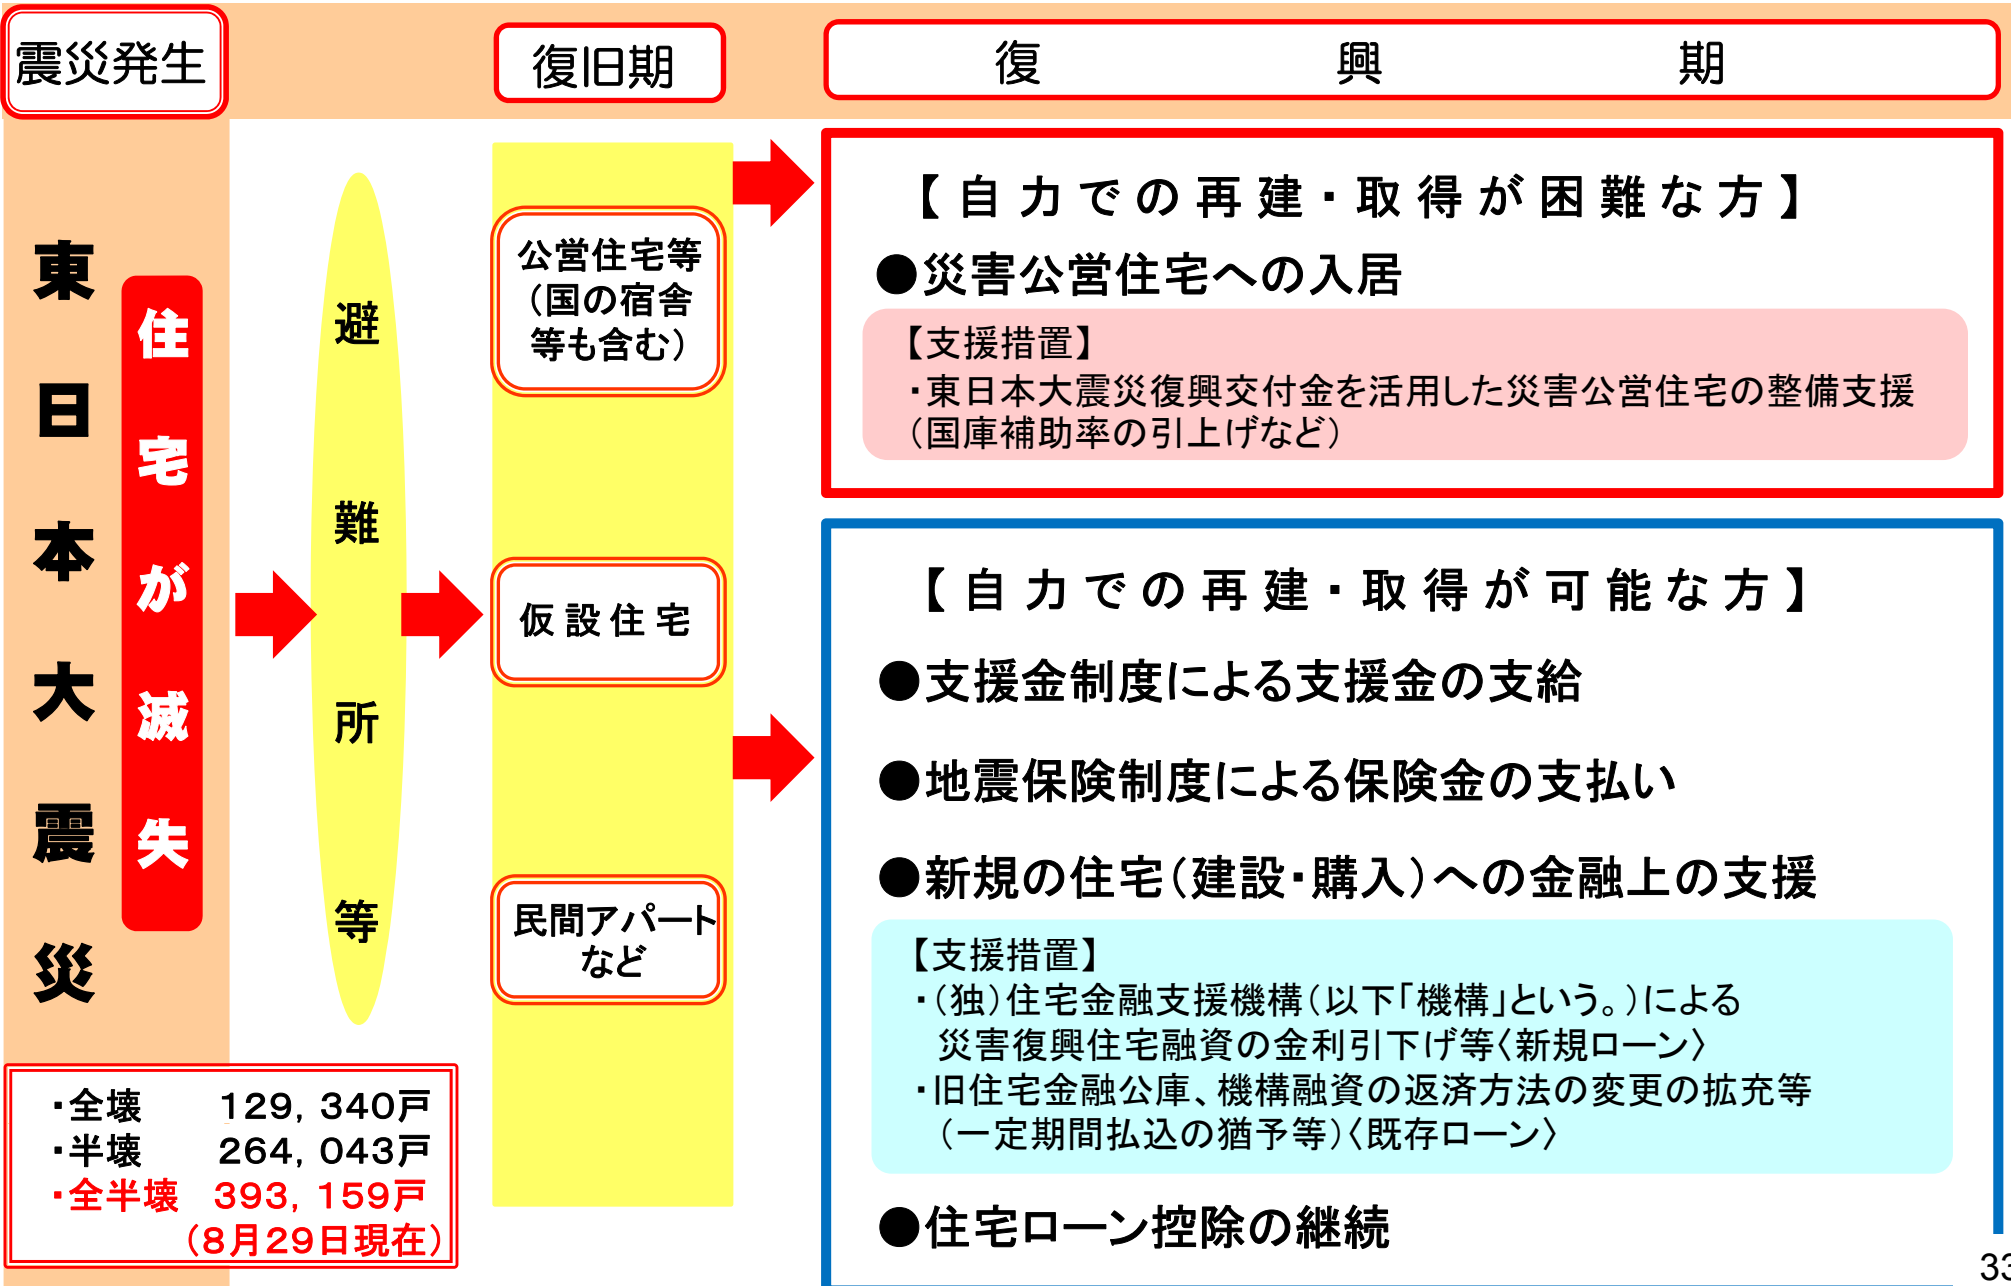 震災発生
復旧期
復興期
東日本大震災
住宅が滅失
避難所等
公営住宅等
（国の宿舎
等も含む）
仮設住宅
民間アパート
など
・全壊　129，340戸
・半壊　264，043戸
・全半壊　393，159戸
（8月29日現在）
【自力での再建・取得が困難な方】
●災害公営住宅への入居
【支援措置】
・東日本大震災復興交付金を活用した災害公営住宅の整備支援
（国庫補助率の引上げなど）
【自力での再建・取得が可能な方】
●支援金制度による支援金の支給
●地震保険制度による保険金の支払い
●新規の住宅（建設・購入）への金融上の支援
【支援措置】
・（独）住宅金融支援機構（以下「機構」という。）による
災害復興住宅融資の金利引下げ等〈新規ローン〉
・旧住宅金融公庫、機構融資の返済方法の変更の拡充等
（一定期間払込の猶予等）〈既存ローン〉
●住宅ローン控除の継続
33